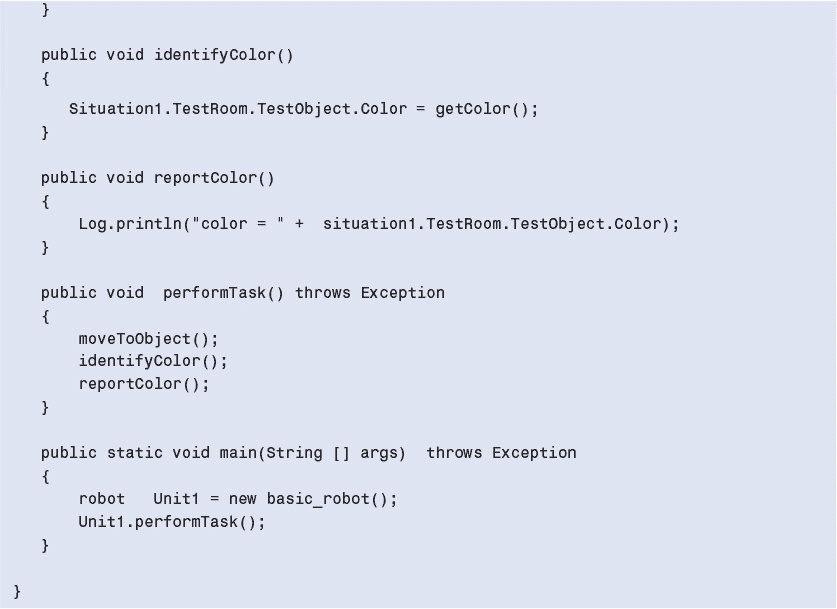 }
public void identifyColor()
{
Situation1.TestRoom.TestObject.Color = getColor();
}
public void reportColor()
{
Log.println("color = " +  situation1.TestRoom.TestObject.Color);
}
public void  performTask() throws Exception
{
moveToObject();
identifyColor();
reportColor();
}
public static void main(String [] args)  throws Exception
{
robot   Unit1 = new basic_robot();
Unit1.performTask();
}
}